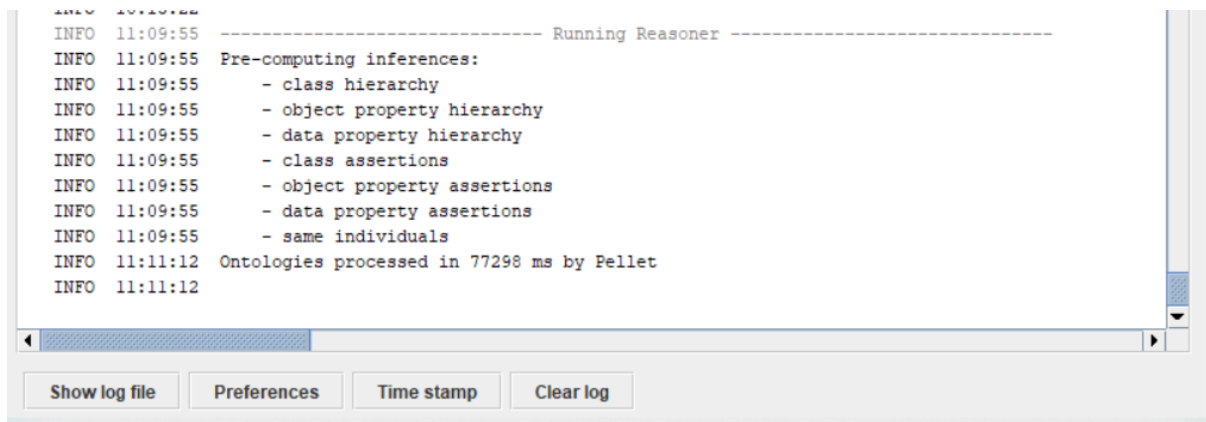 INFO 11:09:55 ------------------------------- Running Reasoner -------------------------------
INFO 11:09:55 Pre-computing inferences:
INFO 11:09:55     - class hierarchy
INFO 11:09:55     - object property hierarchy
INFO 11:09:55     - data property hierarchy
INFO 11:09:55     - class assertions
INFO 11:09:55     - object property assertions
INFO 11:09:55     - data property assertions
INFO 11:09:55     - same individuals
INFO 11:11:12 Ontologies processed in 77298 ms by Pellet
INFO 11:11:12
Show log file Preferences Time stamp Clear log